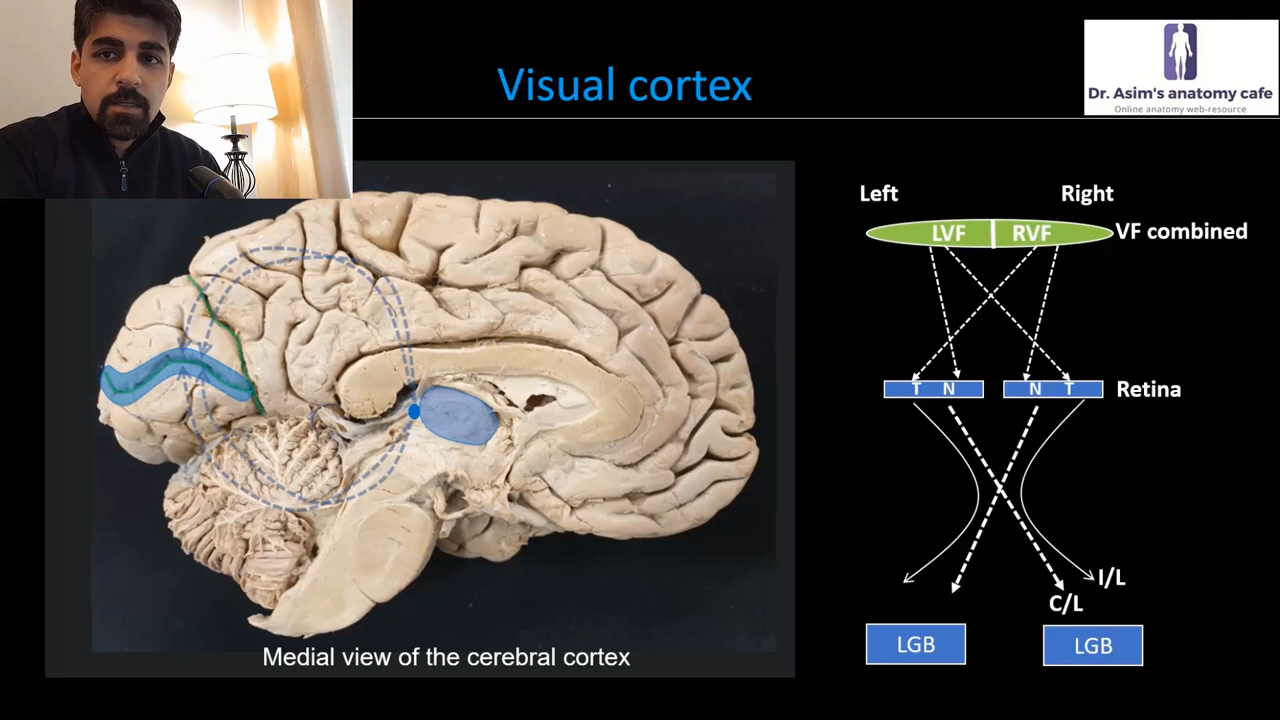 Visual cortex
Dr. Asim's anatomy cafe
Online anatomy web-resource
Left Right
LVF RVF VF combined
T N N T Retina
I/L
C/L
LGB LGB
Medial view of the cerebral cortex